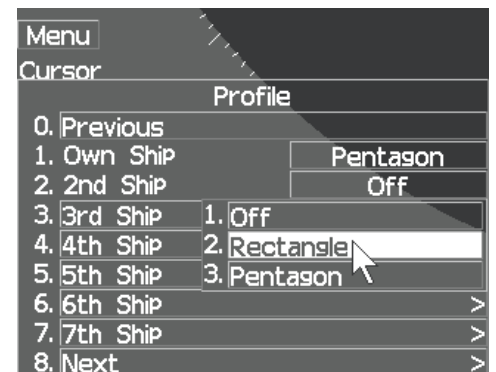 Menu
Cursor
Profile
0. Previous
1. Own Ship Pentagon
2. 2nd Ship Off
3. 3rd Ship 1. Off
4. 4th Ship 2. Rectangle
5. 5th Ship 3. Pentagon
6. 6th Ship >
7. 7th Ship >
8. Next >